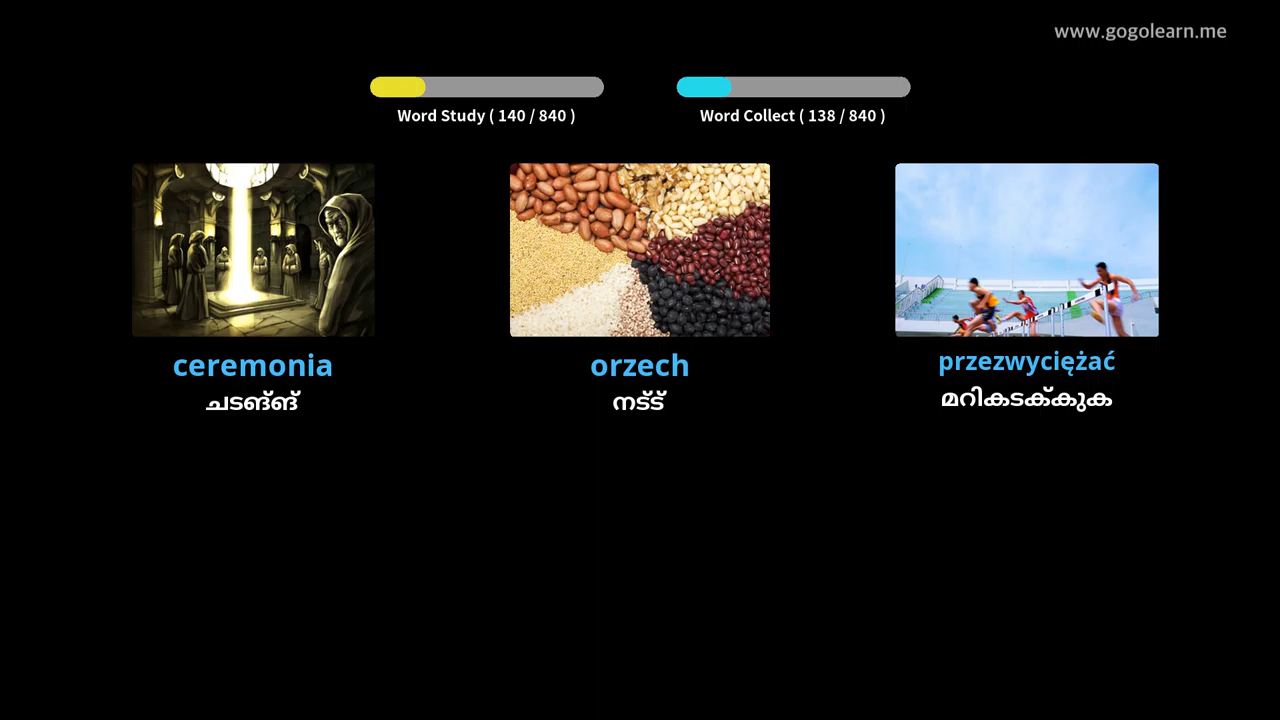 www.gogolearn.me
Word Study ( 140 / 840 )
Word Collect ( 138 / 840 )
ceremonia
orzech
przezwyciężać
ചടങ്ങ്
നട്ട്
മറികടക്കുക